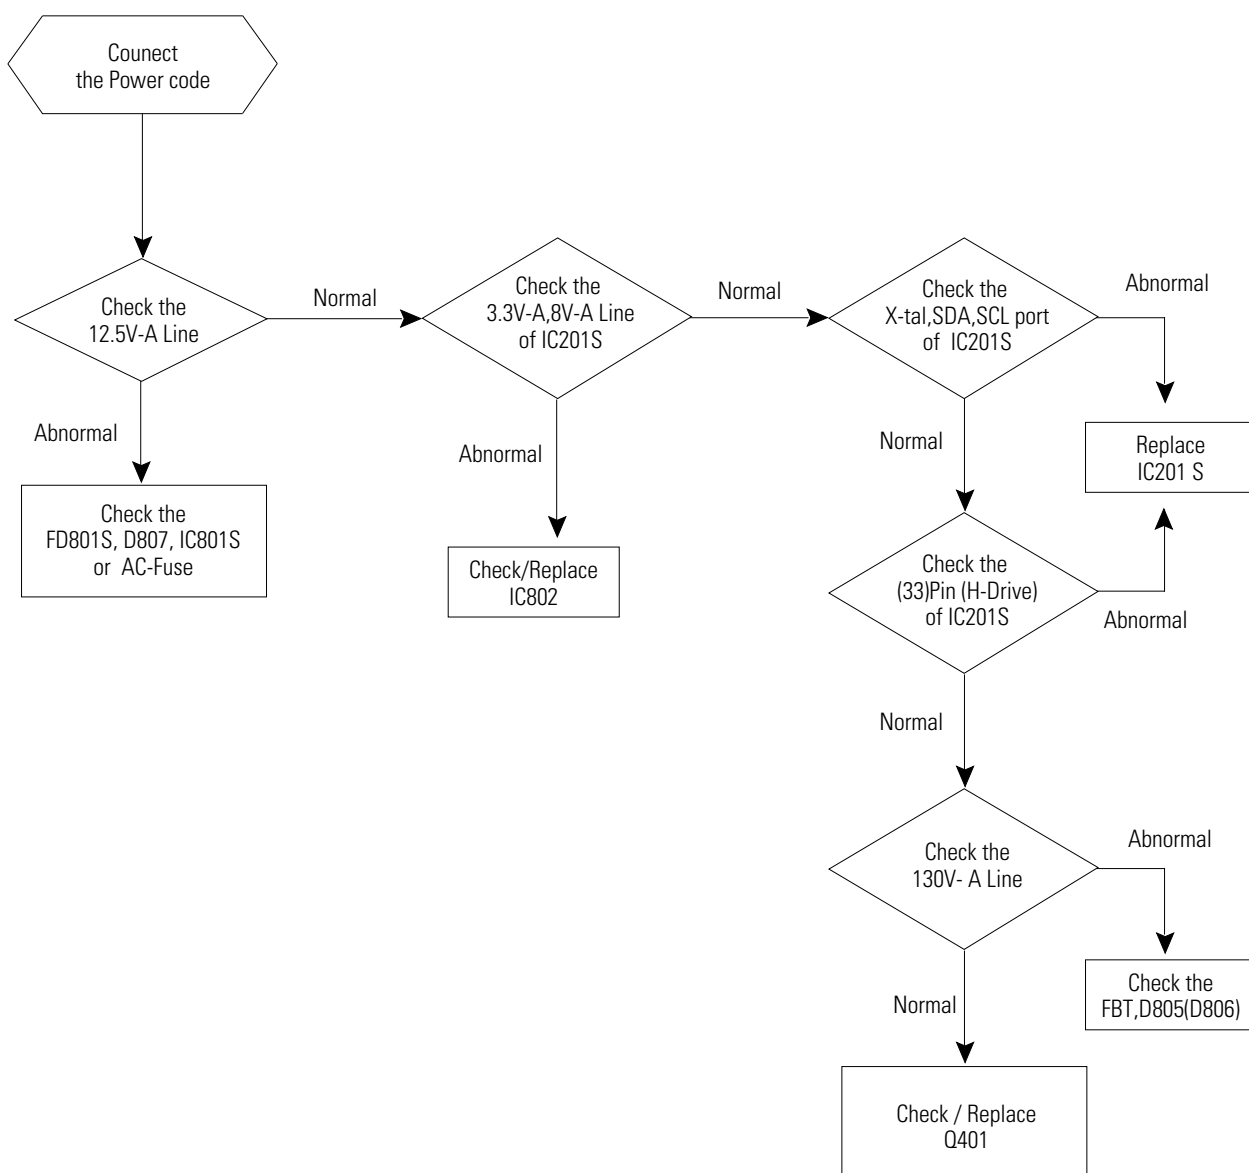 Counect
the Power code
Check the
12.5V-A Line
Normal
Check the
3.3V-A,8V-A Line
of IC201S
Normal
Check the
X-tal,SDA,SCL port
of  IC201S
Abnormal
Abnormal
Check the
FD801S, D807, IC801S
or  AC-Fuse
Abnormal
Check/Replace
IC802
Normal
Replace
IC201 S
Check the
(33)Pin (H-Drive)
of IC201S
Abnormal
Normal
Check the
130V- A Line
Abnormal
Check the
FBT,D805(D806)
Normal
Check / Replace
Q401